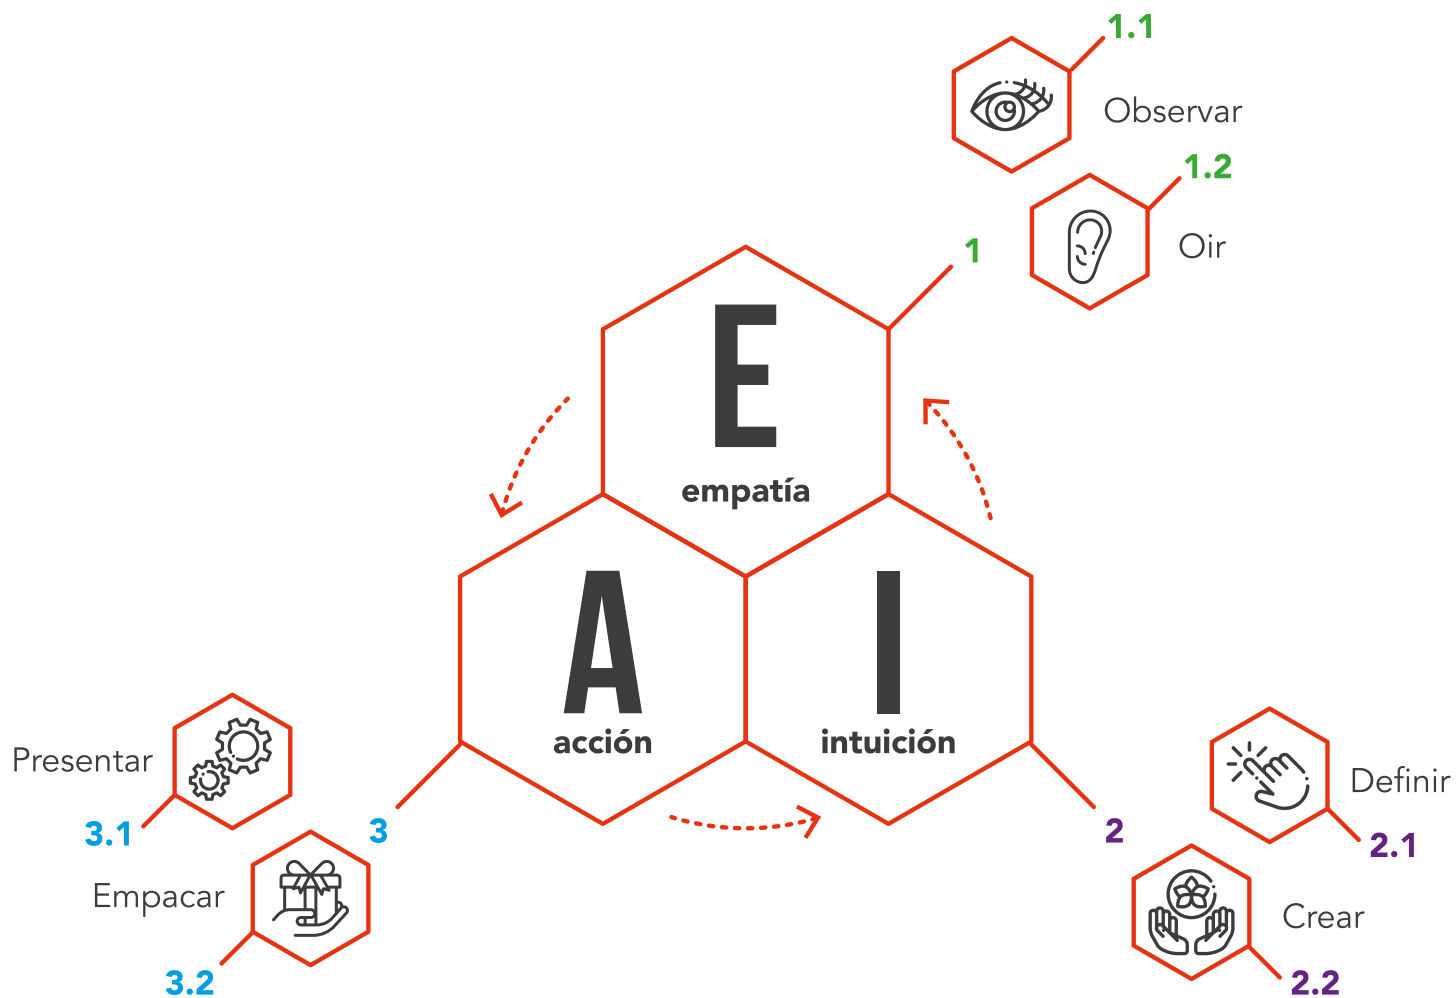 1.1
Observar
1.2
Oir
1
E
empatía
A
acción
I
intuición
Presentar
3.1
3
Empacar
3.2
2
Definir
2.1
Crear
2.2